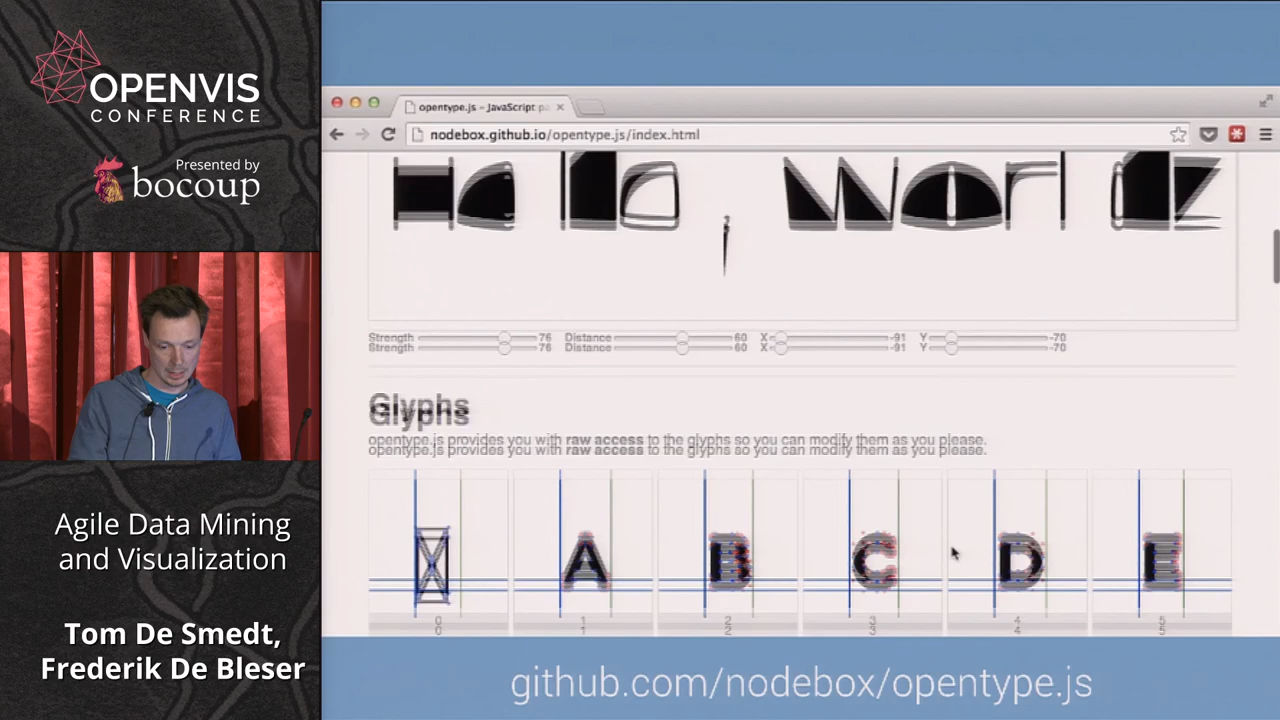 OPENVIS
CONFERENCE
Presented by
bocoup
Agile Data Mining
and Visualization
Tom De Smedt,
Frederik De Bleser
opentype.js – JavaScript pa
nodebox.github.io/opentype.js/index.html
Hello, World
Strength 76 Distance 60 X -91 Y -70
Glyphs
opentype.js provides you with raw access to the glyphs so you can modify them as you please.
A B C D E
0 1 2 3 4 5
github.com/nodebox/opentype.js